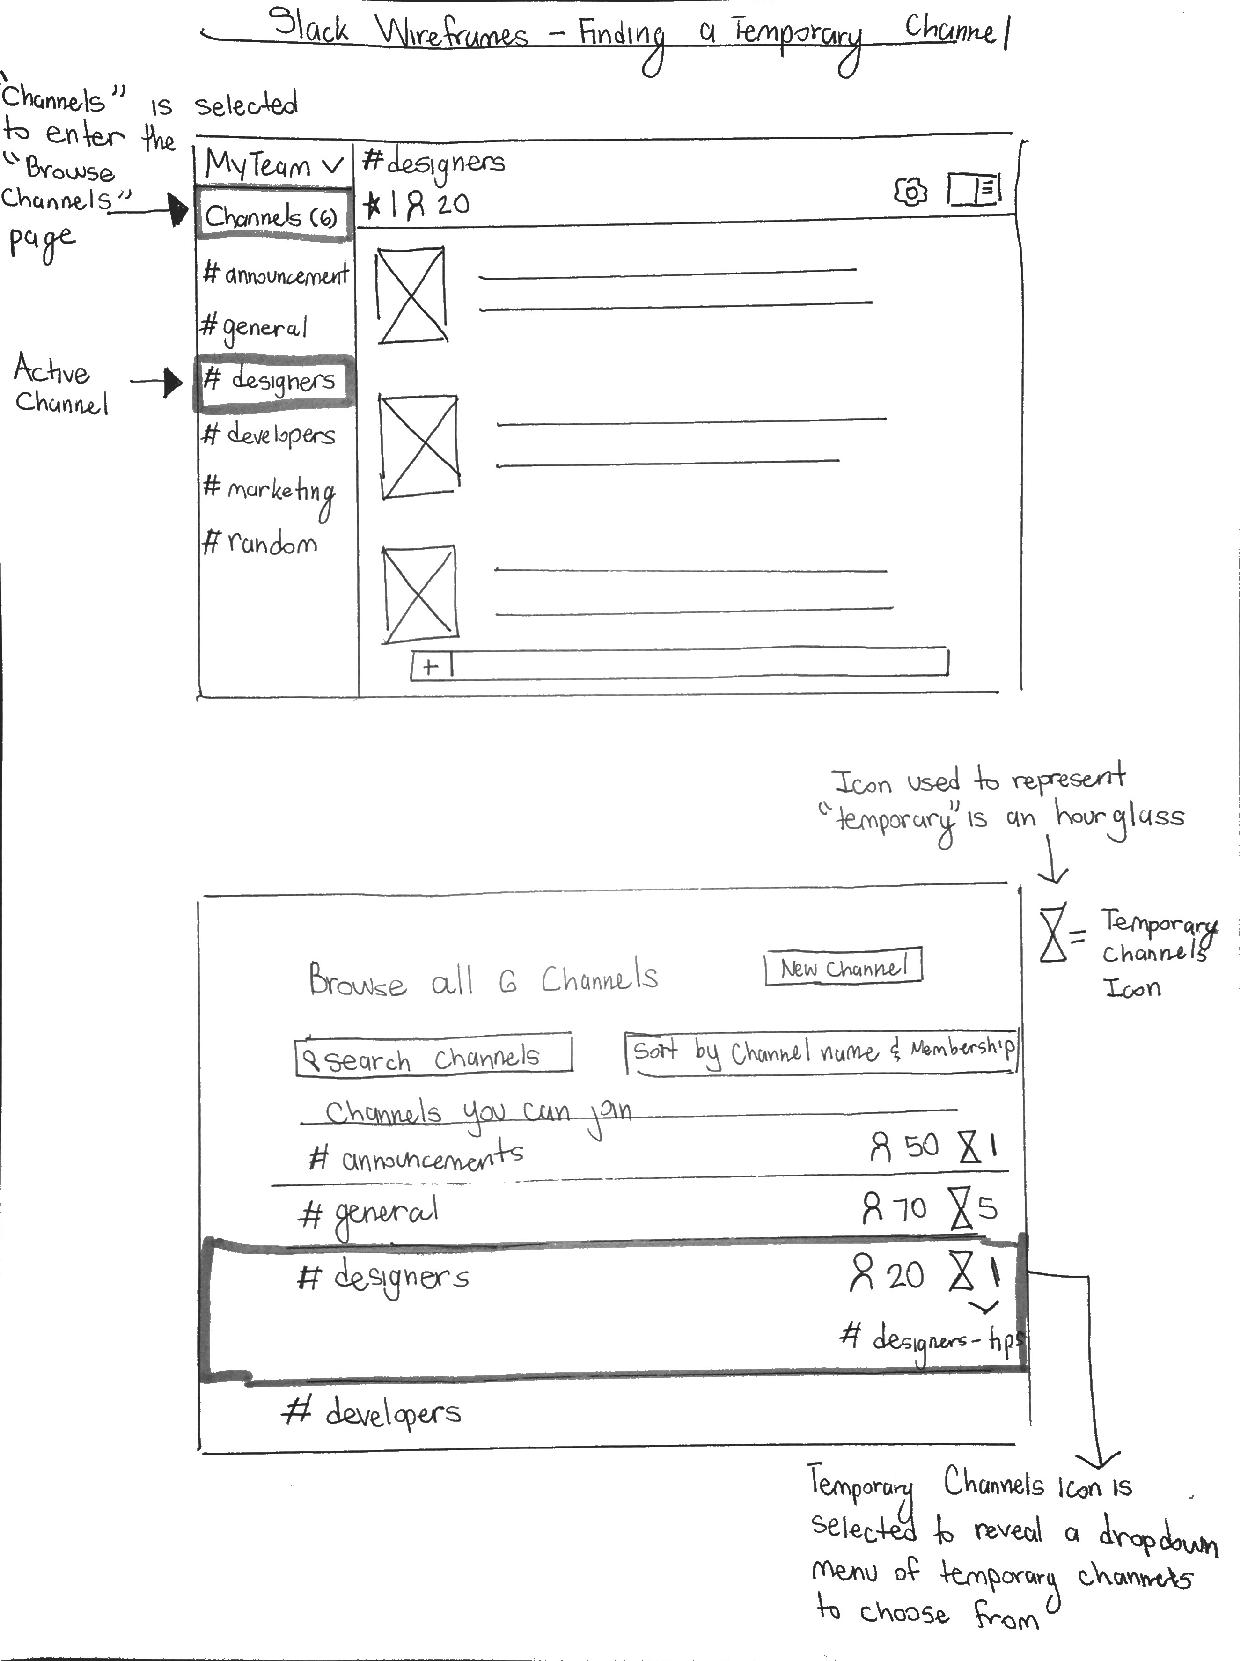 Slack Wireframes - Finding a Temporary Channel
"Channels" is selected
to enter the
"Browse
Channels"
page
MyTeam
Channels (6)
# announcement
# general
Active
Channel
# designers
# developers
# marketing
# random
# designers
20
+
Icon used to represent
"temporary" is an hourglass
= Temporary
Channels
Icon
Browse all 6 Channels
New Channel
Search Channels
Sort by Channel name & Membership
Channels you can join
# announcements 50 1
# general 70 5
# designers 20 1
# designers-tips
# developers
Temporary Channels Icon is
selected to reveal a dropdown
menu of temporary channels
to choose from